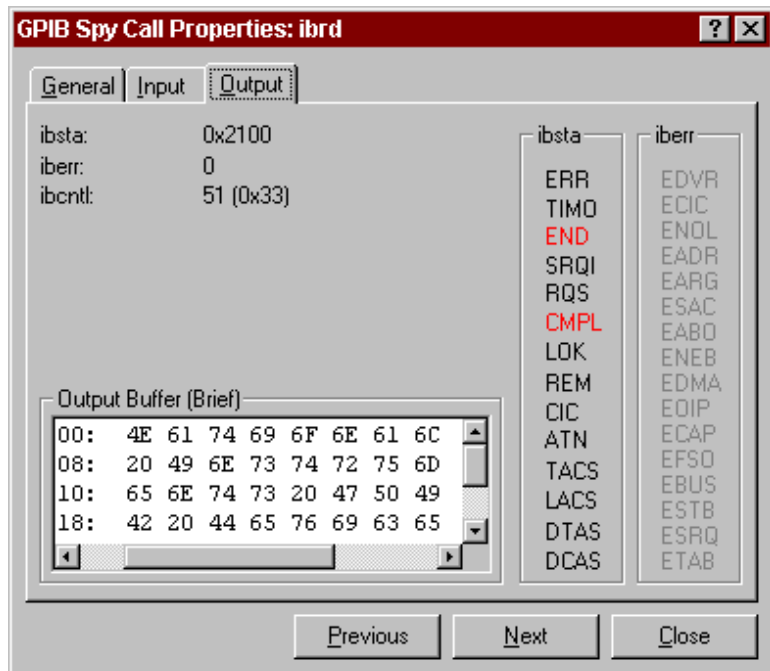 GPIB Spy Call Properties: ibrd
General
Input
Output
ibsta: 0x2100
iberr: 0
ibcntl: 51 (0x33)
Output Buffer (Brief)
00: 4E 61 74 69 6F 6E 61 6C
08: 20 49 6E 73 74 72 75 6D
10: 65 6E 74 73 20 47 50 49
18: 42 20 44 65 76 69 63 65
ibsta
ERR
TIMO
END
SRQI
RQS
CMPL
LOK
REM
CIC
ATN
TACS
LACS
DTAS
DCAS
iberr
EDVR
ECIC
ENOL
EADR
EARG
ESAC
EABO
ENEB
EDMA
EOIP
ECAP
EFSO
EBUS
ESTB
ESRQ
ETAB
Previous
Next
Close